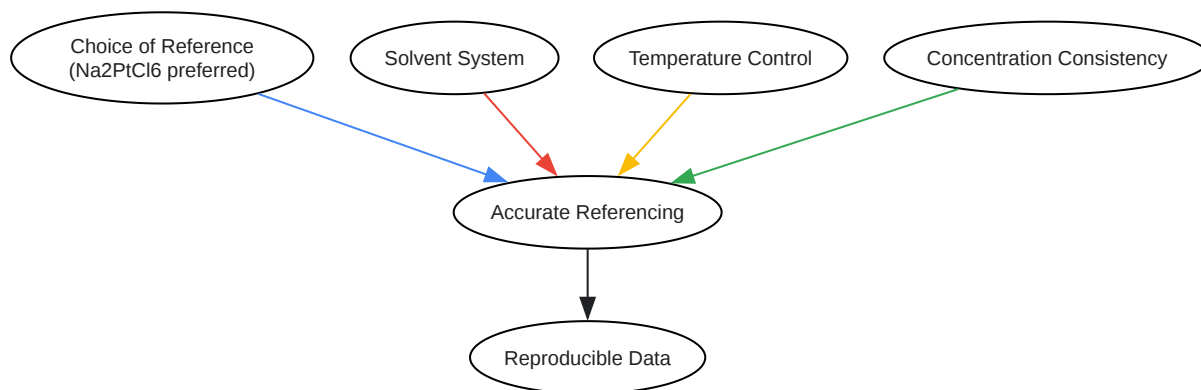 Choice of Reference
(Na2PtCl6 preferred)
Solvent System
Temperature Control
Concentration Consistency
Accurate Referencing
Reproducible Data